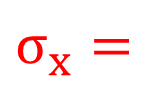 σₓ =